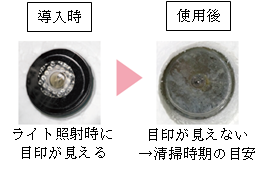 導入時
使用後
ライト照射時に
目印が見える
目印が見えない
→清掃時期の目安